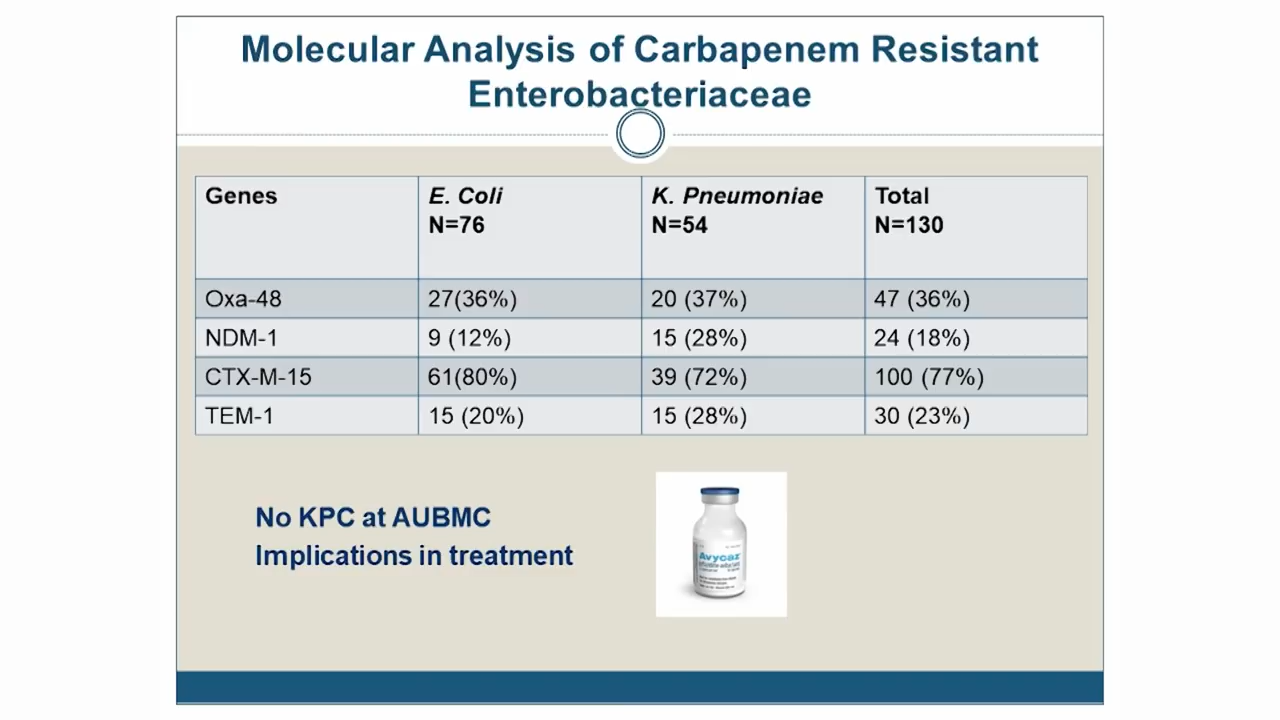 Molecular Analysis of Carbapenem Resistant
Enterobacteriaceae
Genes E. Coli K. Pneumoniae Total
N=76 N=54 N=130
Oxa-48 27(36%) 20 (37%) 47 (36%)
NDM-1 9 (12%) 15 (28%) 24 (18%)
CTX-M-15 61(80%) 39 (72%) 100 (77%)
TEM-1 15 (20%) 15 (28%) 30 (23%)
No KPC at AUBMC
Implications in treatment
Avycaz